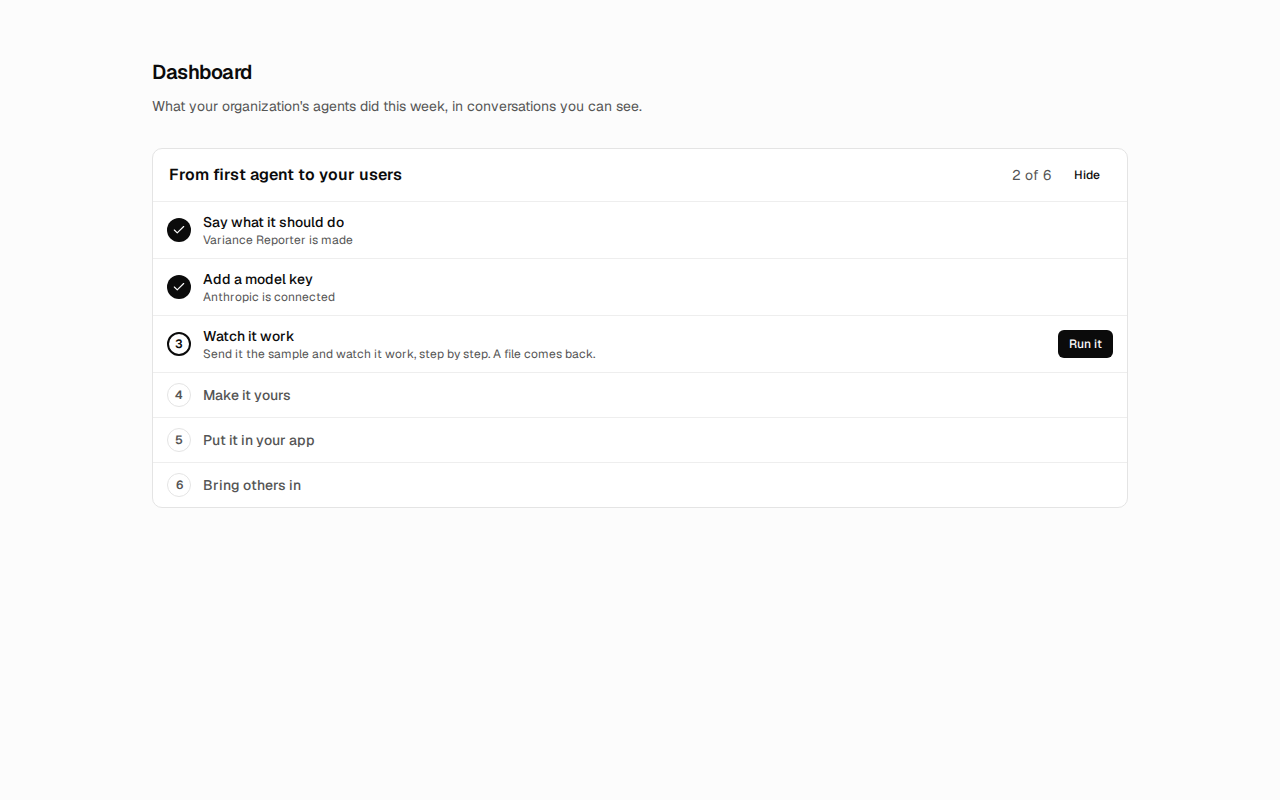 Dashboard
What your organization's agents did this week, in conversations you can see.
From first agent to your users
2 of 6
Hide
Say what it should do
Variance Reporter is made
Add a model key
Anthropic is connected
3
Watch it work
Send it the sample and watch it work, step by step. A file comes back.
Run it
4
Make it yours
5
Put it in your app
6
Bring others in